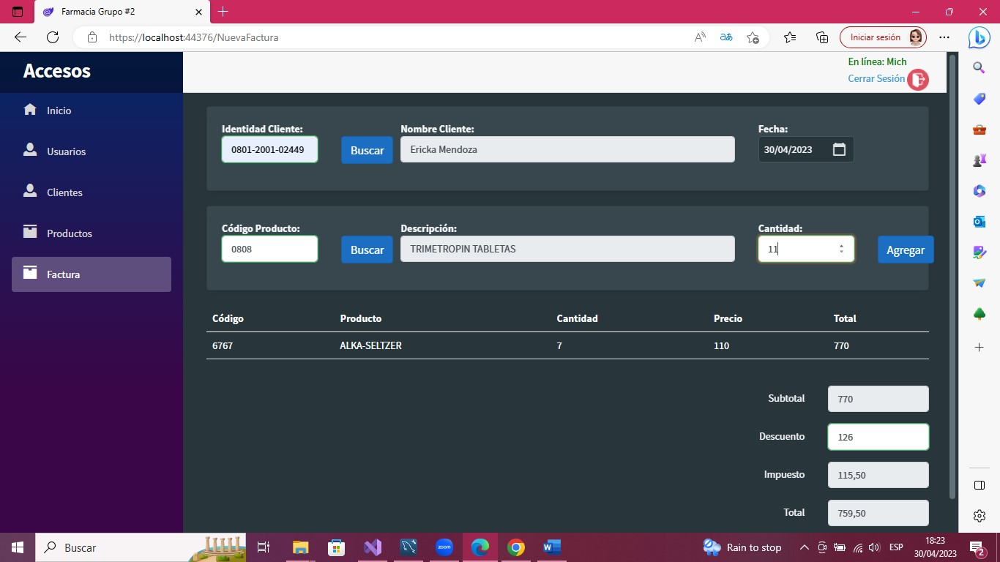 Farmacia Grupo #2
https://localhost:44376/NuevaFactura
Iniciar sesión
Accesos
En línea: Mich
Cerrar Sesión
Inicio
Usuarios
Clientes
Productos
Factura
Identidad Cliente:
Nombre Cliente:
Fecha:
0801-2001-02449
Buscar
Ericka Mendoza
30/04/2023
Código Producto:
Descripción:
Cantidad:
0808
Buscar
TRIMETROPIN TABLETAS
11
Agregar
Código Producto Cantidad Precio Total
6767 ALKA-SELTZER 7 110 770
Subtotal 770
Descuento 126
Impuesto 115,50
Total 759,50
Buscar
zoom
Rain to stop
ESP
18:23
30/04/2023
2